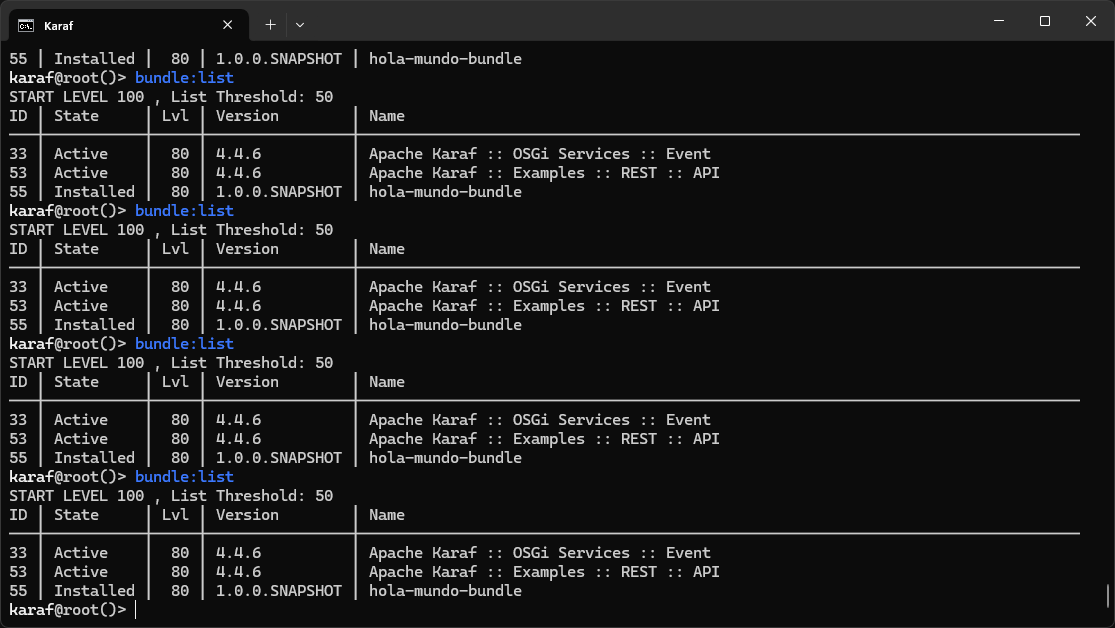 Karaf
55 | Installed |  80 | 1.0.0.SNAPSHOT | hola-mundo-bundle
karaf@root()> bundle:list
START LEVEL 100 , List Threshold: 50
ID | State     | Lvl | Version        | Name
33 | Active    |  80 | 4.4.6          | Apache Karaf :: OSGi Services :: Event
53 | Active    |  80 | 4.4.6          | Apache Karaf :: Examples :: REST :: API
55 | Installed |  80 | 1.0.0.SNAPSHOT | hola-mundo-bundle
karaf@root()> bundle:list
START LEVEL 100 , List Threshold: 50
ID | State     | Lvl | Version        | Name
33 | Active    |  80 | 4.4.6          | Apache Karaf :: OSGi Services :: Event
53 | Active    |  80 | 4.4.6          | Apache Karaf :: Examples :: REST :: API
55 | Installed |  80 | 1.0.0.SNAPSHOT | hola-mundo-bundle
karaf@root()> bundle:list
START LEVEL 100 , List Threshold: 50
ID | State     | Lvl | Version        | Name
33 | Active    |  80 | 4.4.6          | Apache Karaf :: OSGi Services :: Event
53 | Active    |  80 | 4.4.6          | Apache Karaf :: Examples :: REST :: API
55 | Installed |  80 | 1.0.0.SNAPSHOT | hola-mundo-bundle
karaf@root()> bundle:list
START LEVEL 100 , List Threshold: 50
ID | State     | Lvl | Version        | Name
33 | Active    |  80 | 4.4.6          | Apache Karaf :: OSGi Services :: Event
53 | Active    |  80 | 4.4.6          | Apache Karaf :: Examples :: REST :: API
55 | Installed |  80 | 1.0.0.SNAPSHOT | hola-mundo-bundle
karaf@root()>